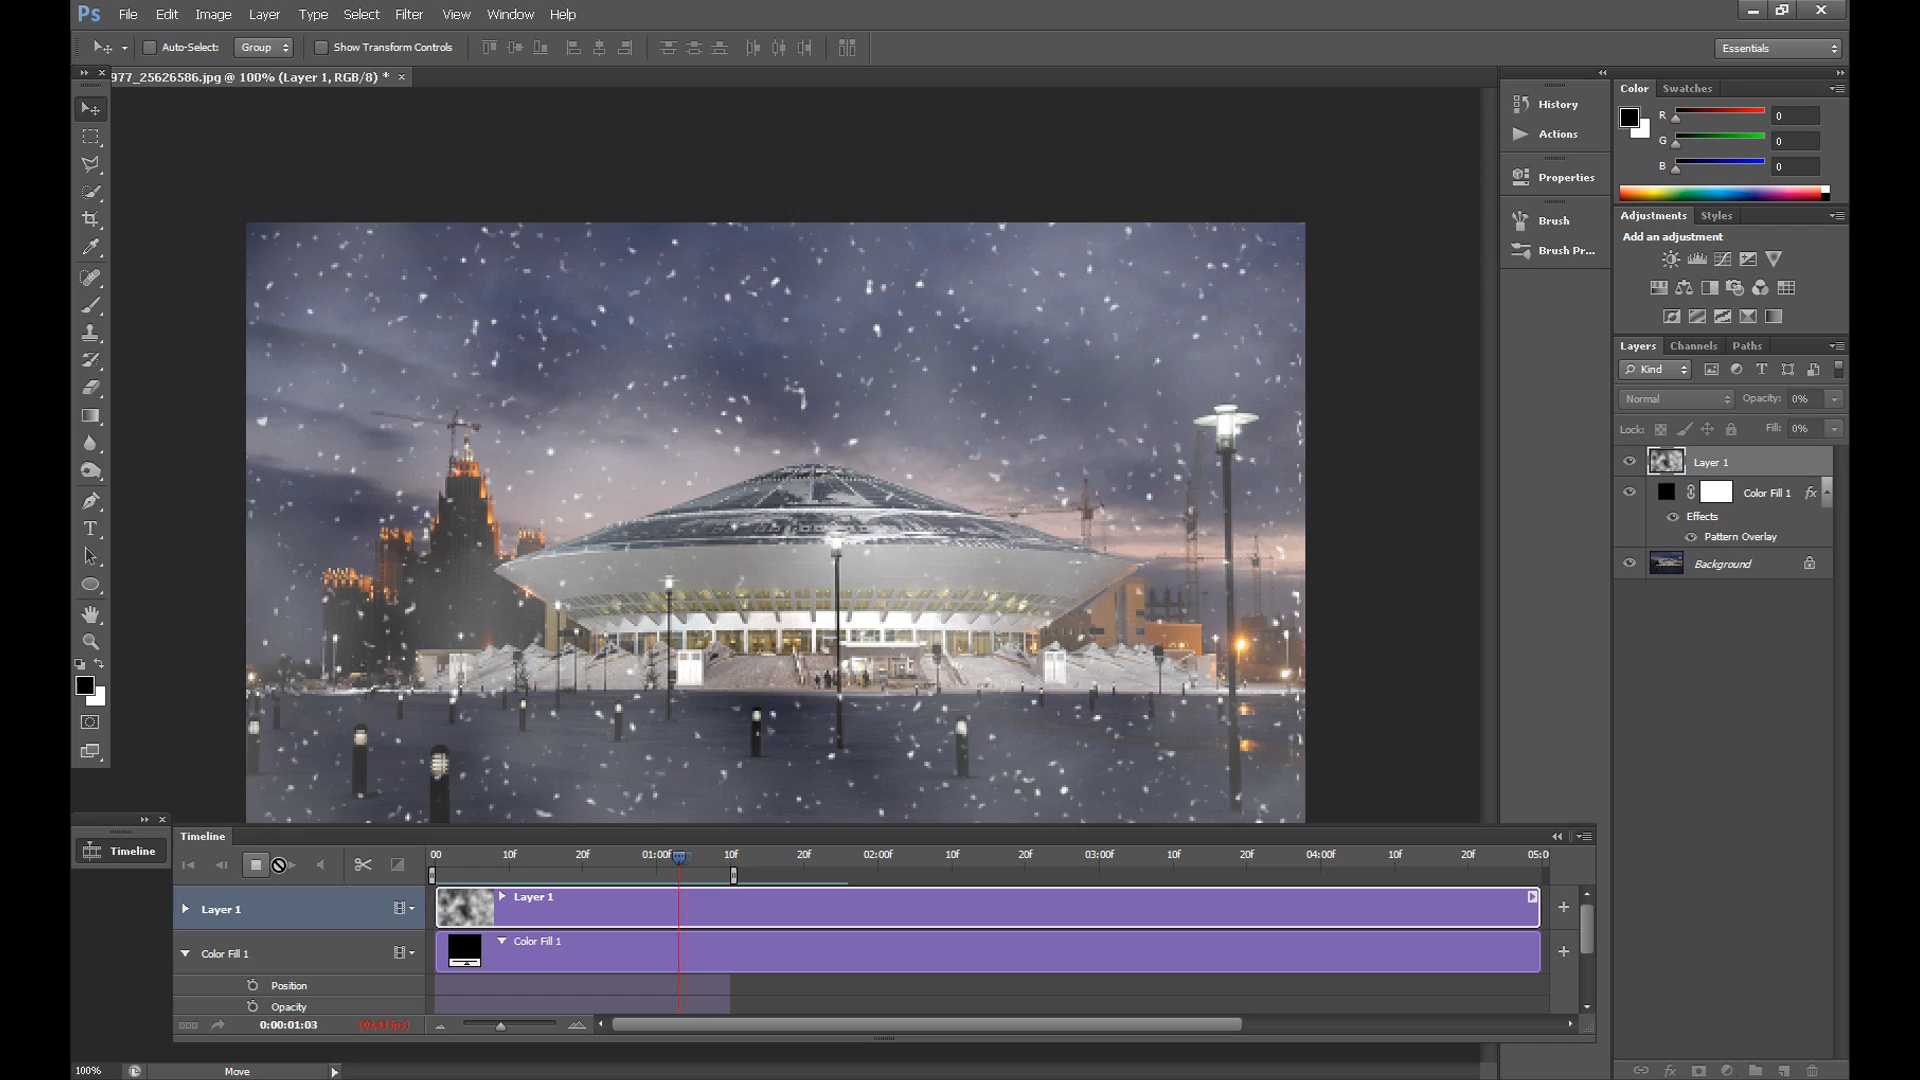 Ps File Edit Image Layer Type Select Filter View Window Help
Auto-Select: Group Show Transform Controls Essentials
977_25626586.jpg @ 100% (Layer 1, RGB/8) *
History
Actions
Properties
Brush
Brush Pr...
Color Swatches
R 0
G 0
B 0
Adjustments Styles
Add an adjustment
Layers Channels Paths
Kind
Normal Opacity: 0%
Lock: Fill: 0%
Layer 1
Color Fill 1 fx
Effects
Pattern Overlay
Background
Timeline
Timeline
00 10f 20f 01:00f 10f 20f 02:00f 10f 20f 03:00f 10f 20f 04:00f 10f 20f 05:0
Layer 1 Layer 1
Color Fill 1 Color Fill 1
Position
Opacity
0:00:01:03
100% Move
fx